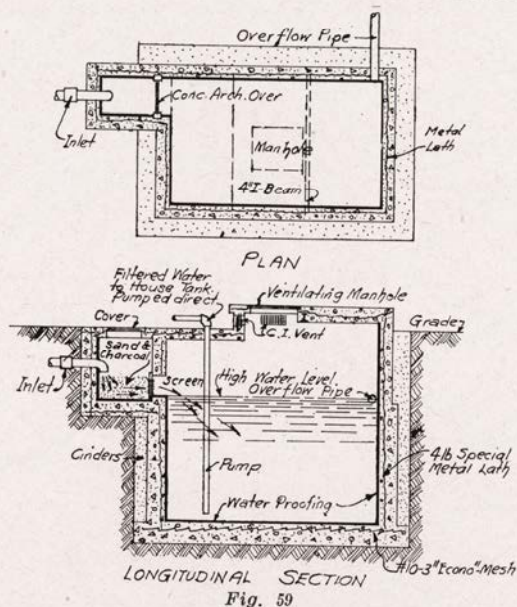 Overflow Pipe
Conc. Arch. Over
Inlet
Manhole
Metal
Lath
4" I-Beam
PLAN
Filtered Water
to House Tank.
Pumped direct
Ventilating Manhole
Cover
C.I. Vent
Grade
Sand &
Charcoal
Inlet
Screen
High Water Level
Overflow Pipe
Cinders
Pump
4lb Special
Metal Lath
Water Proofing
#10-3" "Econo"-Mesh
LONGITUDINAL SECTION
Fig. 59